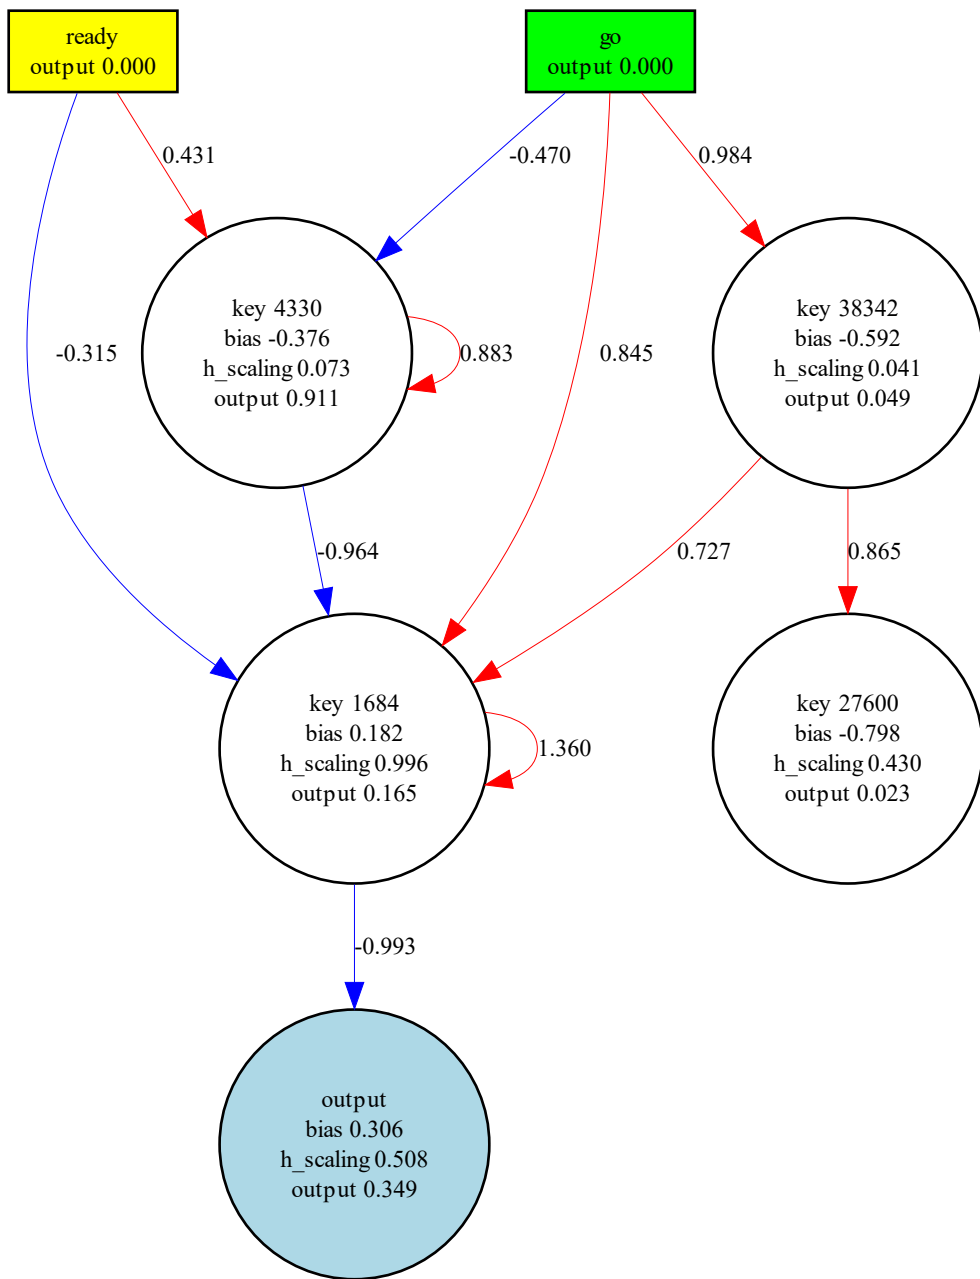 ready
output 0.000
go
output 0.000
0.431
-0.470
0.984
key 4330
bias -0.376
h_scaling 0.073
output 0.911
key 38342
bias -0.592
h_scaling 0.041
output 0.049
-0.315
0.883
0.845
-0.964
0.727
0.865
key 1684
bias 0.182
h_scaling 0.996
output 0.165
1.360
key 27600
bias -0.798
h_scaling 0.430
output 0.023
-0.993
output
bias 0.306
h_scaling 0.508
output 0.349